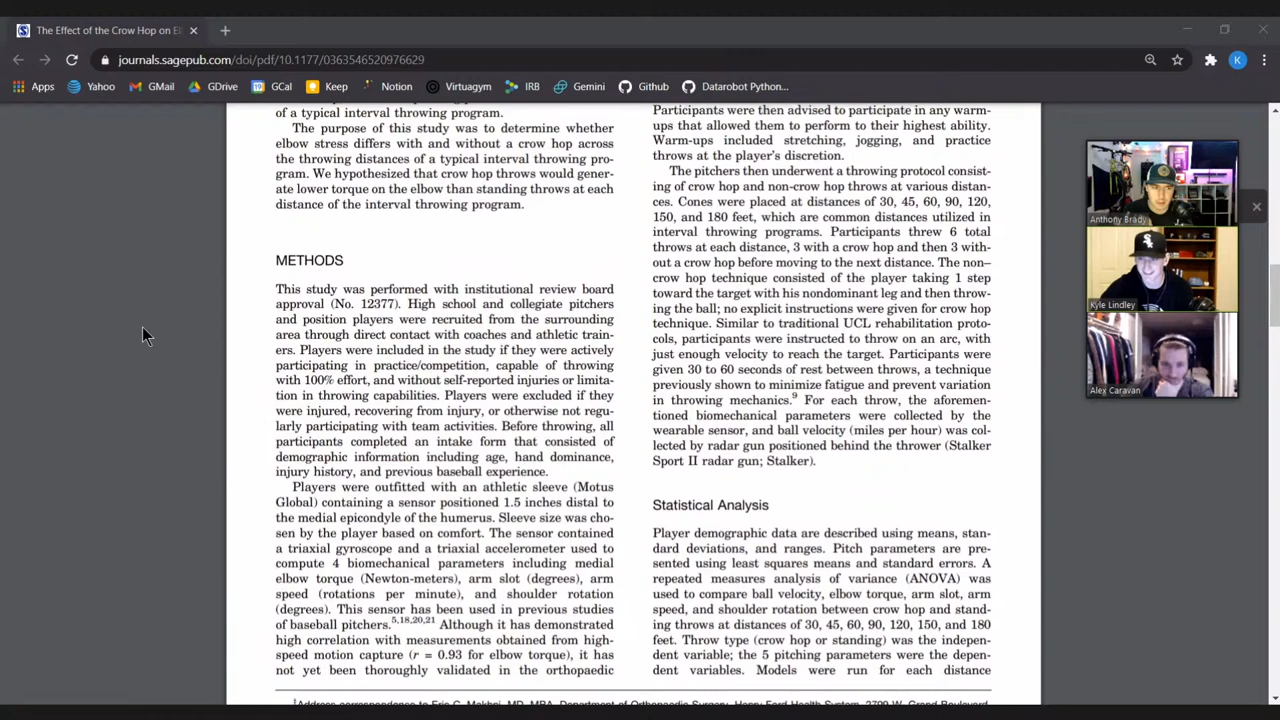 The Effect of the Crow Hop on El
journals.sagepub.com/doi/pdf/10.1177/0363546520976629
K
Apps Yahoo GMail GDrive GCal Keep Notion Virtuagym IRB Gemini Github Datarobot Python...
of a typical interval throwing program.
The purpose of this study was to determine whether
elbow stress differs with and without a crow hop across
the throwing distances of a typical interval throwing pro-
gram. We hypothesized that crow hop throws would gener-
ate lower torque on the elbow than standing throws at each
distance of the interval throwing program.
METHODS
This study was performed with institutional review board
approval (No. 12377). High school and collegiate pitchers
and position players were recruited from the surrounding
area through direct contact with coaches and athletic train-
ers. Players were included in the study if they were actively
participating in practice/competition, capable of throwing
with 100% effort, and without self-reported injuries or limita-
tion in throwing capabilities. Players were excluded if they
were injured, recovering from injury, or otherwise not regu-
larly participating with team activities. Before throwing, all
participants completed an intake form that consisted of
demographic information including age, hand dominance,
injury history, and previous baseball experience.
Players were outfitted with an athletic sleeve (Motus
Global) containing a sensor positioned 1.5 inches distal to
the medial epicondyle of the humerus. Sleeve size was cho-
sen by the player based on comfort. The sensor contained
a triaxial gyroscope and a triaxial accelerometer used to
compute 4 biomechanical parameters including medial
elbow torque (Newton-meters), arm slot (degrees), arm
speed (rotations per minute), and shoulder rotation
(degrees). This sensor has been used in previous studies
of baseball pitchers.5,18,20,21 Although it has demonstrated
high correlation with measurements obtained from high-
speed motion capture (r = 0.93 for elbow torque), it has
not yet been thoroughly validated in the orthopaedic
Participants were then advised to participate in any warm-
ups that allowed them to perform to their highest ability.
Warm-ups included stretching, jogging, and practice
throws at the player's discretion.
The pitchers then underwent a throwing protocol consist-
ing of crow hop and non-crow hop throws at various distan-
ces. Cones were placed at distances of 30, 45, 60, 90, 120,
150, and 180 feet, which are common distances utilized in
interval throwing programs. Participants threw 6 total
throws at each distance, 3 with a crow hop and then 3 with-
out a crow hop before moving to the next distance. The non–
crow hop technique consisted of the player taking 1 step
toward the target with his nondominant leg and then throw-
ing the ball; no explicit instructions were given for crow hop
technique. Similar to traditional UCL rehabilitation proto-
cols, participants were instructed to throw on an arc, with
just enough velocity to reach the target. Participants were
given 30 to 60 seconds of rest between throws, a technique
previously shown to minimize fatigue and prevent variation
in throwing mechanics.9 For each throw, the aforemen-
tioned biomechanical parameters were collected by the
wearable sensor, and ball velocity (miles per hour) was col-
lected by radar gun positioned behind the thrower (Stalker
Sport II radar gun; Stalker).
Statistical Analysis
Player demographic data are described using means, stan-
dard deviations, and ranges. Pitch parameters are pre-
sented using least squares means and standard errors. A
repeated measures analysis of variance (ANOVA) was
used to compare ball velocity, elbow torque, arm slot, arm
speed, and shoulder rotation between crow hop and stand-
ing throws at distances of 30, 45, 60, 90, 120, 150, and 180
feet. Throw type (crow hop or standing) was the indepen-
dent variable; the 5 pitching parameters were the depen-
dent variables. Models were run for each distance
Address correspondence to Eric C. Makhni, MD, MBA, Department of Orthopaedic Surgery, Henry Ford Health System, 2799 W. Grand Boulevard,
Anthony Brady
Kyle Lindley
Alex Caravan